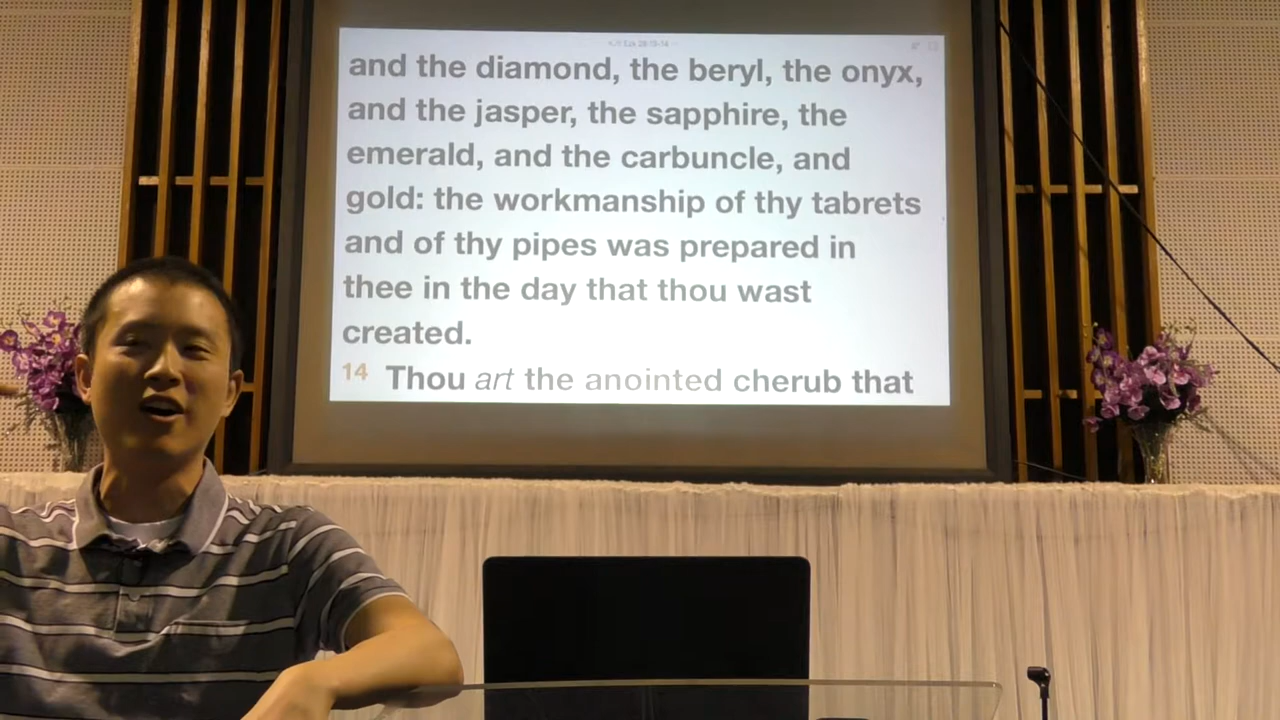 and the diamond, the beryl, the onyx,
and the jasper, the sapphire, the
emerald, and the carbuncle, and
gold: the workmanship of thy tabrets
and of thy pipes was prepared in
thee in the day that thou wast
created.
14 Thou art the anointed cherub that